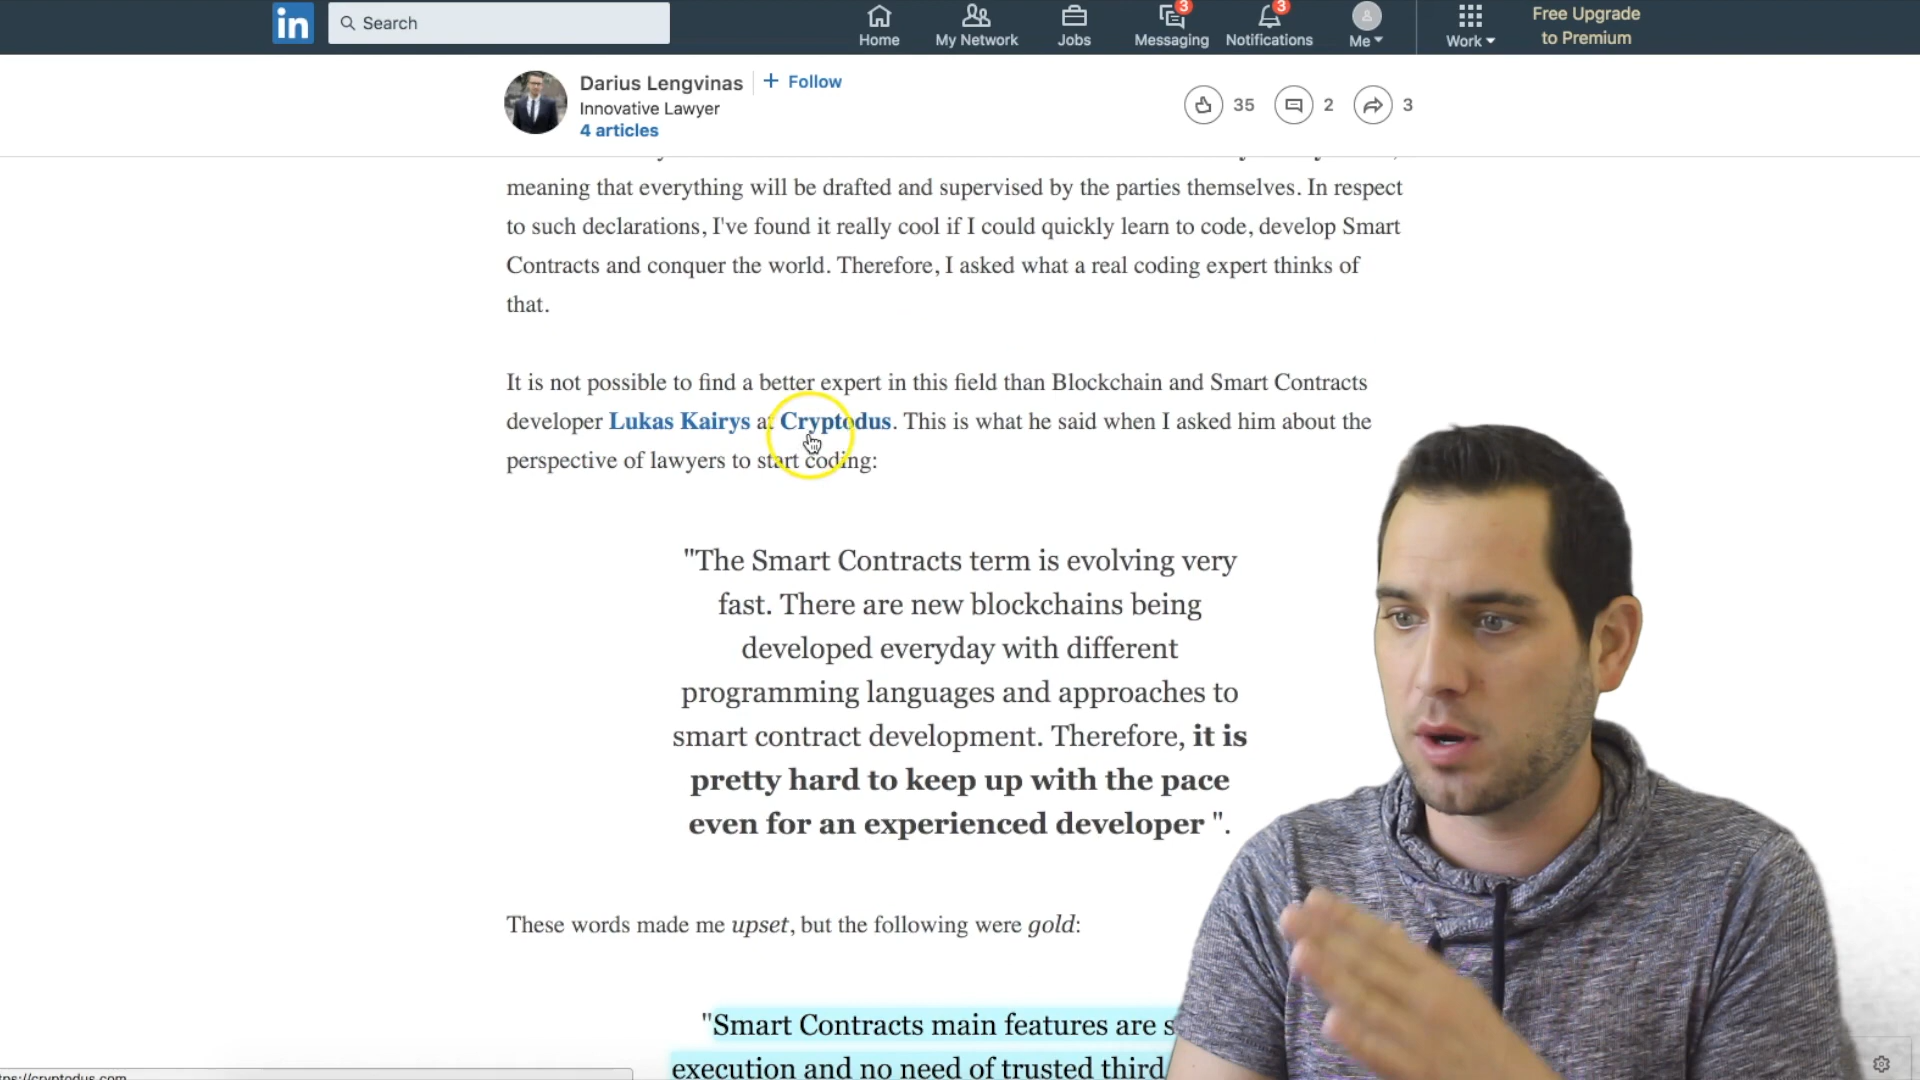 in
Search
Home
My Network
Jobs
3
Messaging
3
Notifications
Me
Work
Free Upgrade
to Premium
Darius Lengvinas
+ Follow
Innovative Lawyer
4 articles
35
2
3
meaning that everything will be drafted and supervised by the parties themselves. In respect
to such declarations, I've found it really cool if I could quickly learn to code, develop Smart
Contracts and conquer the world. Therefore, I asked what a real coding expert thinks of
that.
It is not possible to find a better expert in this field than Blockchain and Smart Contracts
developer Lukas Kairys at Cryptodus. This is what he said when I asked him about the
perspective of lawyers to start coding:
"The Smart Contracts term is evolving very
fast. There are new blockchains being
developed everyday with different
programming languages and approaches to
smart contract development. Therefore, it is
pretty hard to keep up with the pace
even for an experienced developer ".
These words made me upset, but the following were gold:
"Smart Contracts main features are s
execution and no need of trusted third
tps://cryptodus.com